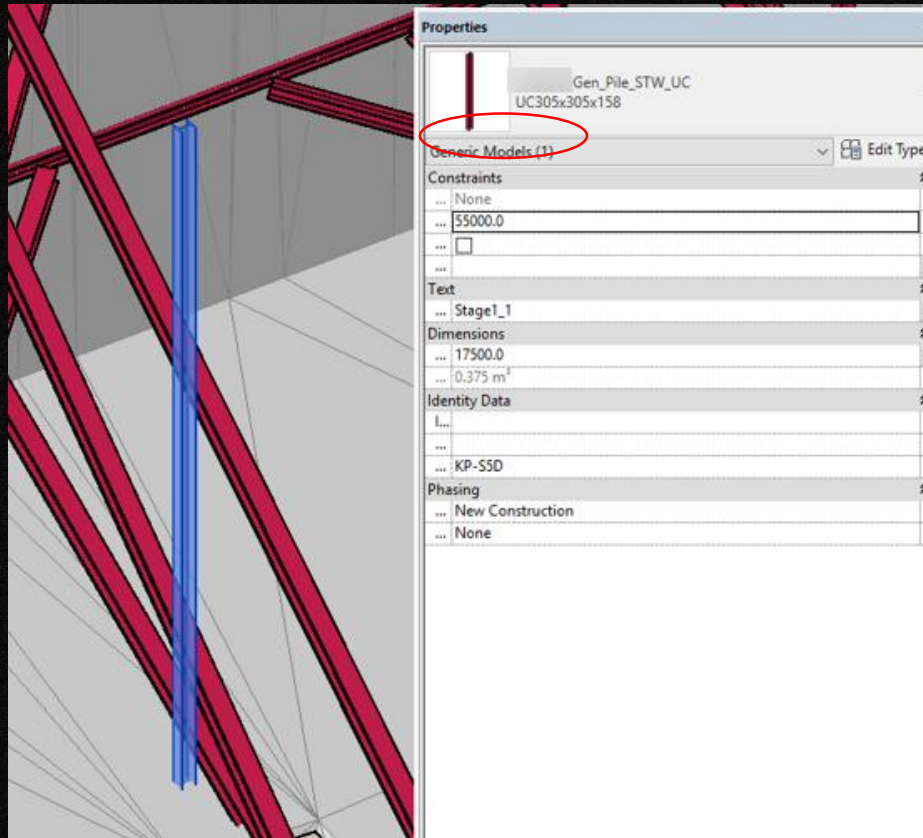 Properties
Gen_Pile_STW_UC
UC305x305x158
Generic Models (1)
Edit Type
Constraints
... None
... 55000.0
...
...
Text
... Stage1_1
Dimensions
... 17500.0
... 0.375 m³
Identity Data
I...
...
... KP-S5D
Phasing
... New Construction
... None